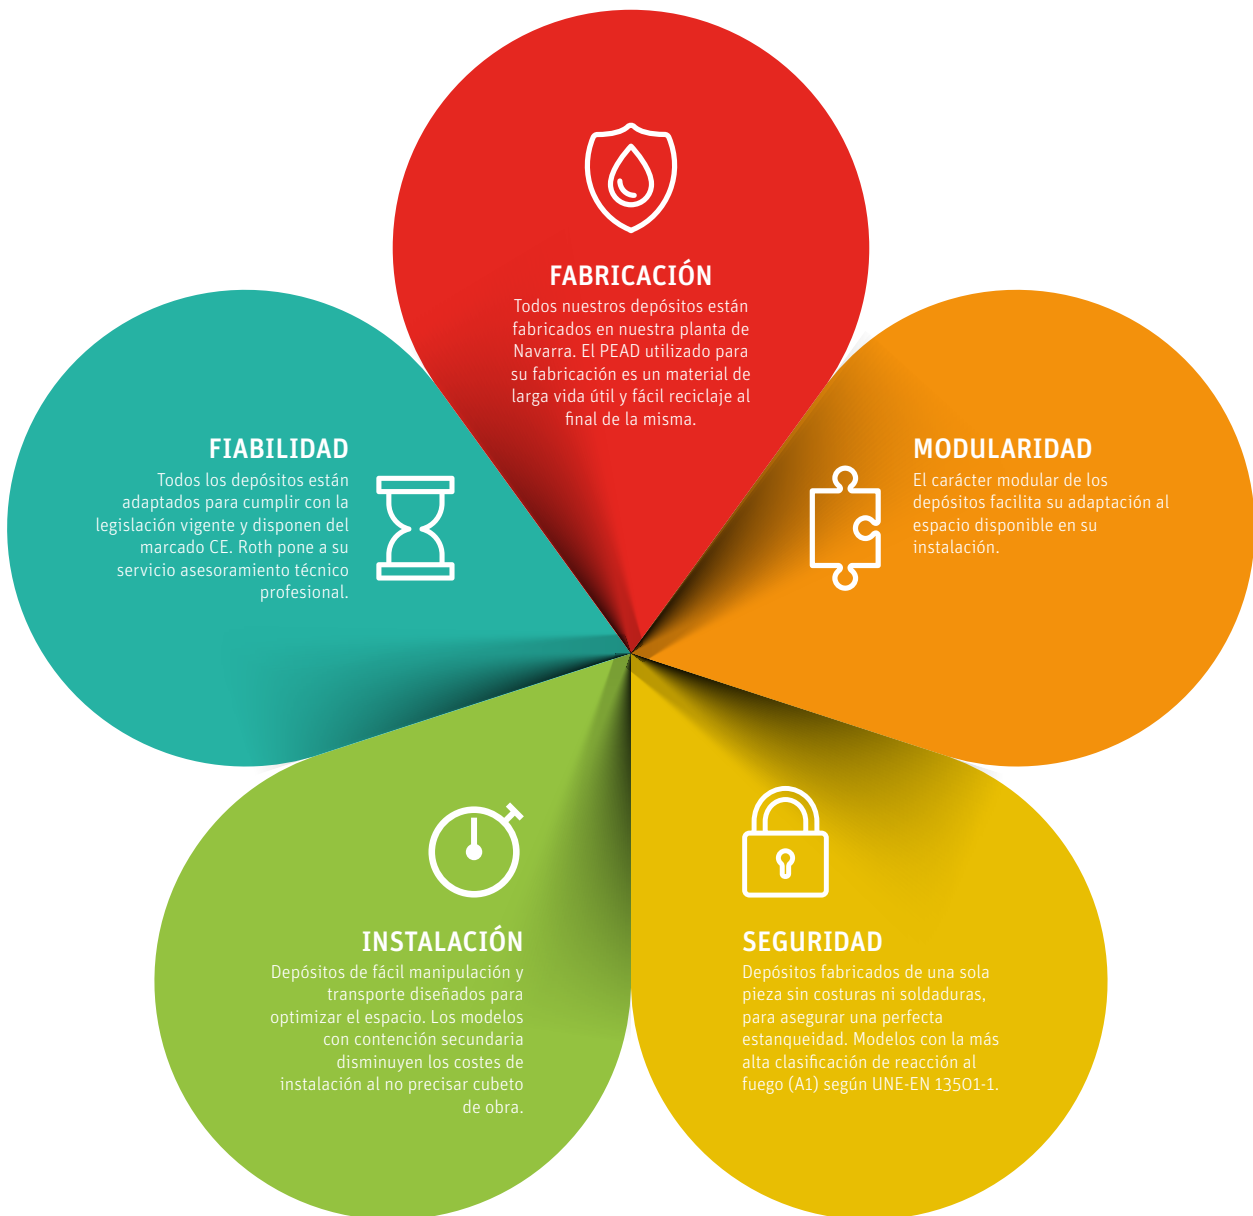 FABRICACIÓN
Todos nuestros depósitos están
fabricados en nuestra planta de
Navarra. El PEAD utilizado para
su fabricación es un material de
larga vida útil y fácil reciclaje al
final de la misma.
FIABILIDAD
Todos los depósitos están
adaptados para cumplir con la
legislación vigente y disponen del
marcado CE. Roth pone a su
servicio asesoramiento técnico
profesional.
MODULARIDAD
El carácter modular de los
depósitos facilita su adaptación al
espacio disponible en su
instalación.
INSTALACIÓN
Depósitos de fácil manipulación y
transporte diseñados para
optimizar el espacio. Los modelos
con contención secundaria
disminuyen los costes de
instalación al no precisar cubeto
de obra.
SEGURIDAD
Depósitos fabricados de una sola
pieza sin costuras ni soldaduras,
para asegurar una perfecta
estanqueidad. Modelos con la más
alta clasificación de reacción al
fuego (A1) según UNE-EN 13501-1.